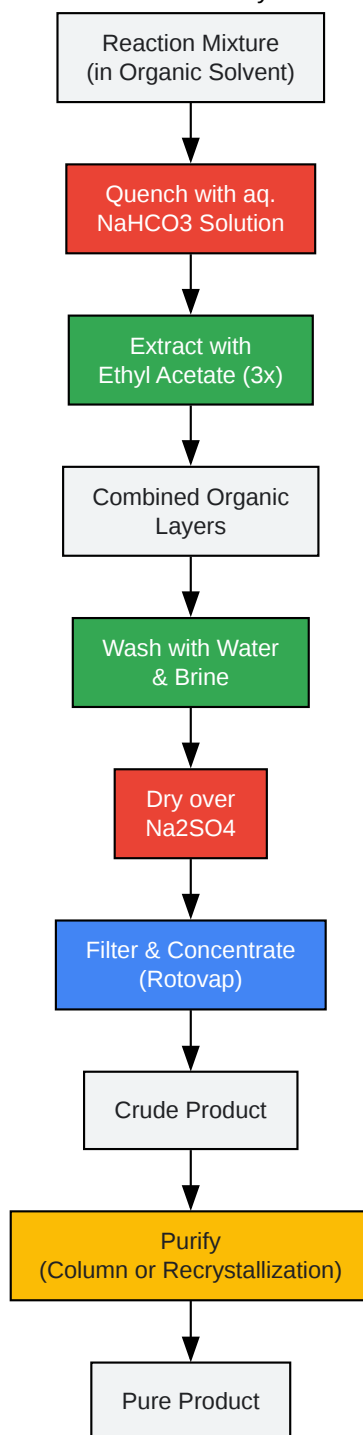 Reaction Mixture
(in Organic Solvent)
Quench with aq.
NaHCO3 Solution
Extract with
Ethyl Acetate (3x)
Combined Organic
Layers
Wash with Water
& Brine
Dry over
Na2SO4
Filter & Concentrate
(Rotovap)
Crude Product
Purify
(Column or Recrystallization)
Pure Product